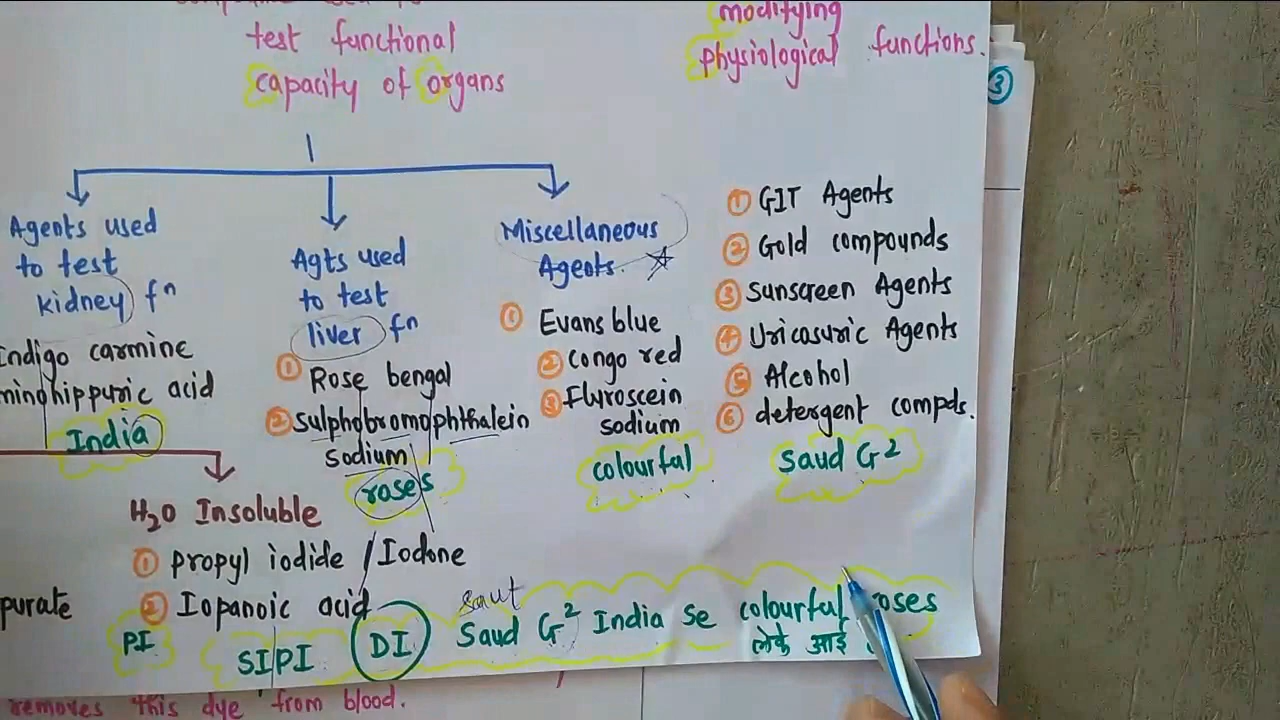 test functional
capacity of organs
modifying
physiological functions.
3
Agents used
to test
kidney fn
Indigo carmine
minohippuric acid
India
Agts used
to test
liver fn
① Rose bengal
② Sulphobromophthalein
sodium
roses
Miscellaneous
Agents.
① Evans blue
② Congo red
③ Fluroscein
sodium
colourful
① GIT Agents
② Gold compounds
③ Sunscreen Agents
④ Uricosuric Agents
⑤ Alcohol
⑥ detergent compds.
Saud G²
H₂O Insoluble
① propyl iodide / Iodone
② Iopanoic acid
purate
PI
SIPI
DI
saut
Saud G² India Se colourful roses
लेके आई
removes this dye from blood.